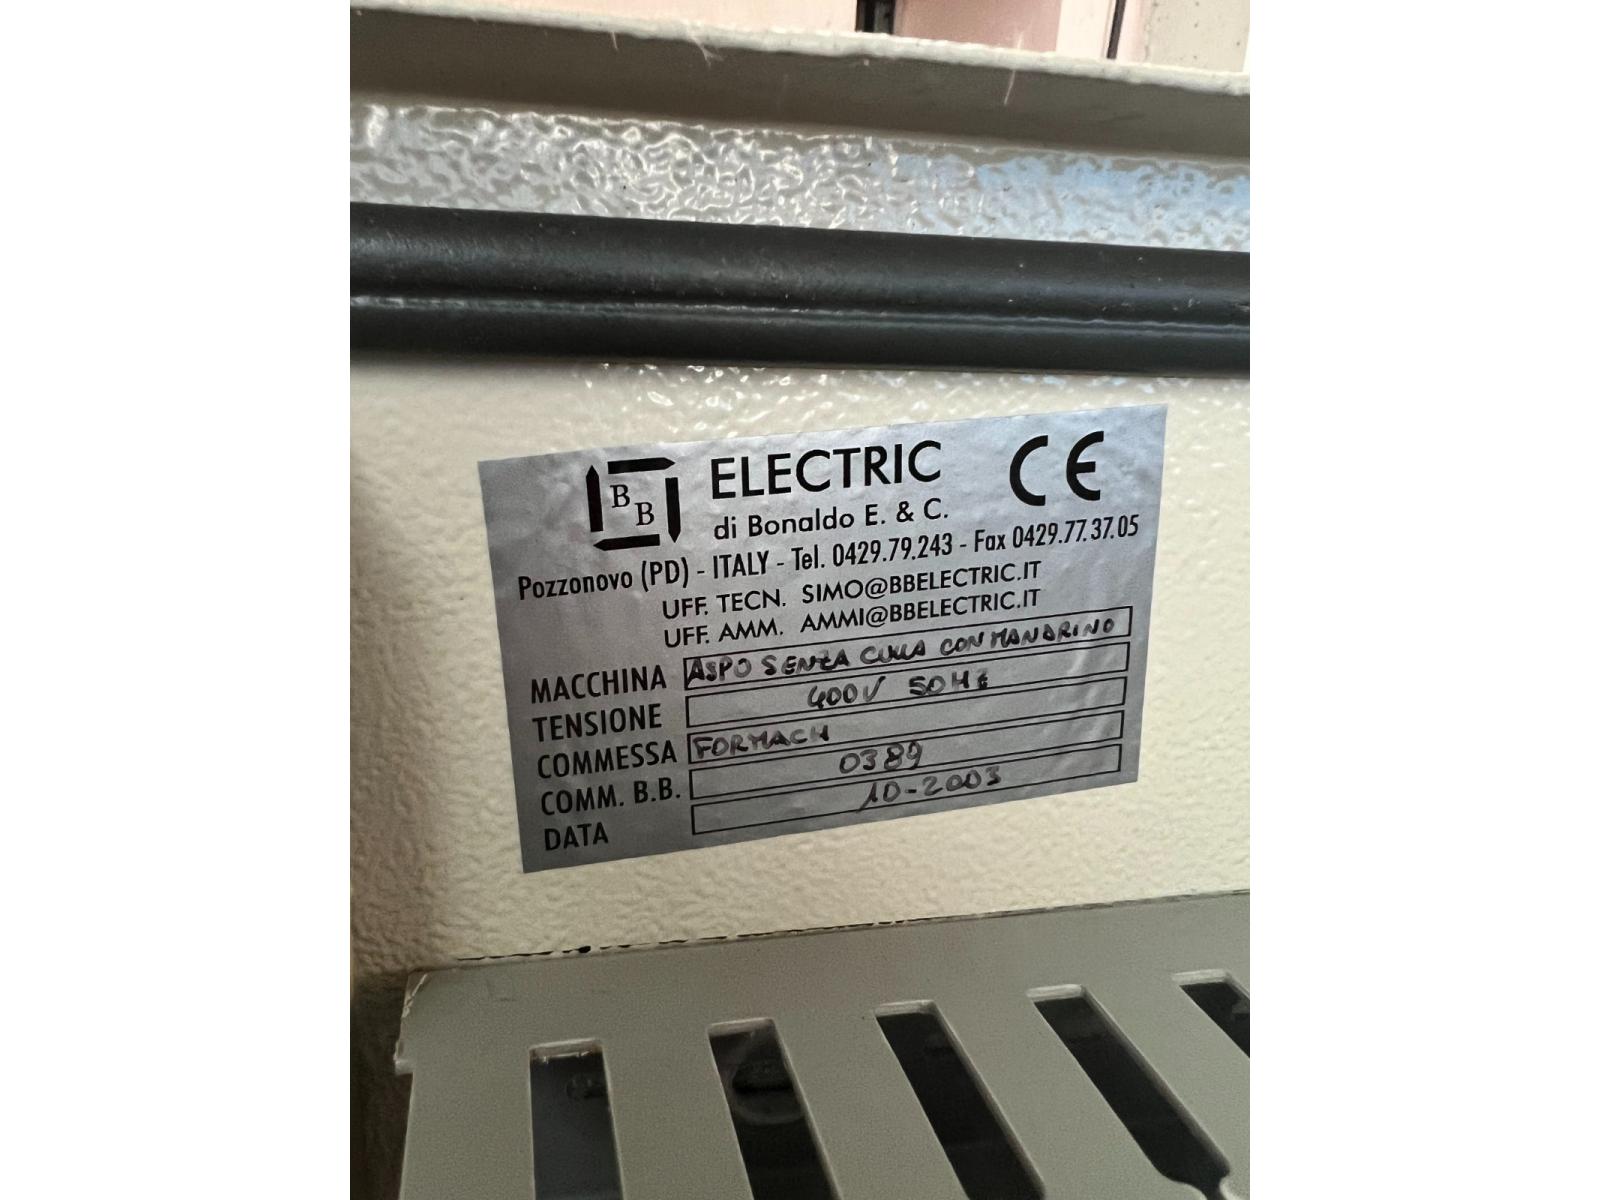 BB ELECTRIC CE
di Bonaldo E. & C.
Pozzonovo (PD) - ITALY - Tel. 0429.79.243 - Fax 0429.77.37.05
UFF. TECN. SIMO@BBELECTRIC.IT
UFF. AMM. AMMI@BBELECTRIC.IT
MACCHINA ASPO SENZA CULLA CON MANDRINO
TENSIONE 400V 50Hz
COMMESSA FORMACH
COMM. B.B. 0389
DATA 10-2003